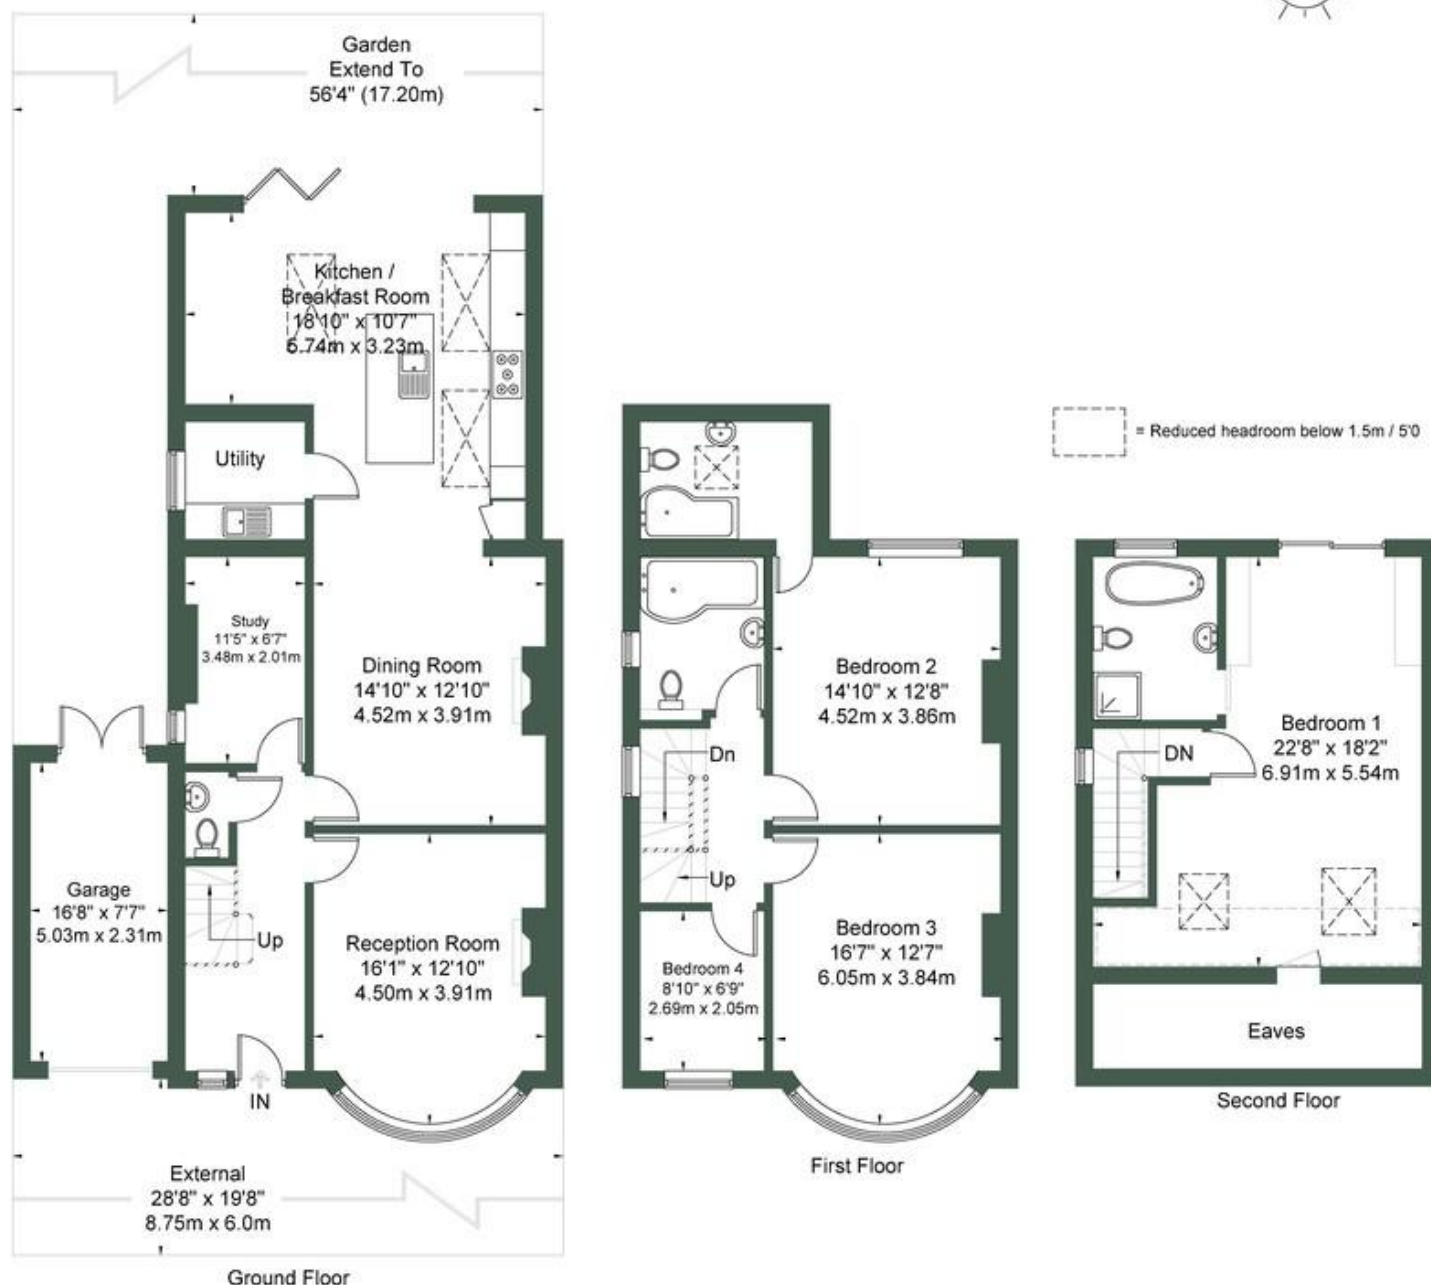 Garden
Extend To
56'4" (17.20m)
Kitchen /
Breakfast Room
18'10" x 10'7"
5.74m x 3.23m
Utility
Study
11'5" x 6'7"
3.48m x 2.01m
Dining Room
14'10" x 12'10"
4.52m x 3.91m
Garage
16'8" x 7'7"
5.03m x 2.31m
Up
Reception Room
16'1" x 12'10"
4.50m x 3.91m
IN
External
28'8" x 19'8"
8.75m x 6.0m
Ground Floor
Bedroom 2
14'10" x 12'8"
4.52m x 3.86m
Dn
Up
Bedroom 3
16'7" x 12'7"
6.05m x 3.84m
Bedroom 4
8'10" x 6'9"
2.69m x 2.05m
First Floor
= Reduced headroom below 1.5m / 5'0
Bedroom 1
22'8" x 18'2"
6.91m x 5.54m
DN
Eaves
Second Floor